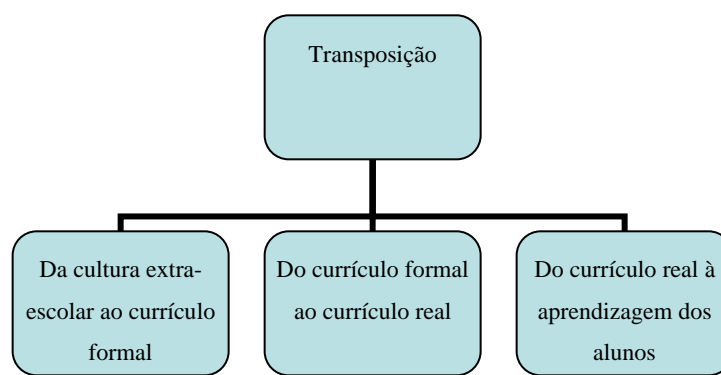 Transposição
Da cultura extra-
escolar ao currículo
formal
Do currículo formal
ao currículo real
Do currículo real à
aprendizagem dos
alunos